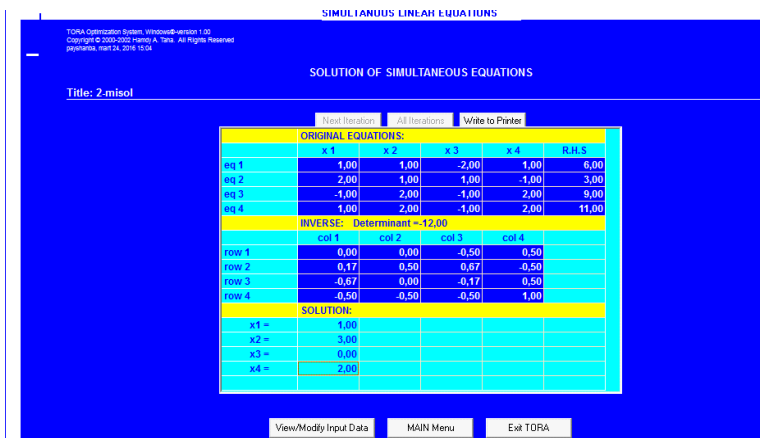 SIMULTANUOUS LINEAR EQUATIONS
TORA Optimization System, Windows®-version 1.00
Copyright © 2000-2002 Hamdy A. Taha. All Rights Reserved
payshanba, mart 24, 2016 15:04
SOLUTION OF SIMULTANEOUS EQUATIONS
Title: 2-misol
Next Iteration All Iterations Write to Printer
ORIGINAL EQUATIONS:
x 1 x 2 x 3 x 4 R.H.S
eq 1 1,00 1,00 -2,00 1,00 6,00
eq 2 2,00 1,00 1,00 -1,00 3,00
eq 3 -1,00 2,00 -1,00 2,00 9,00
eq 4 1,00 2,00 -1,00 2,00 11,00
INVERSE: Determinant =-12,00
col 1 col 2 col 3 col 4
row 1 0,00 0,00 -0,50 0,50
row 2 0,17 0,50 0,67 -0,50
row 3 -0,67 0,00 -0,17 0,50
row 4 -0,50 -0,50 -0,50 1,00
SOLUTION:
x1 = 1,00
x2 = 3,00
x3 = 0,00
x4 = 2,00
View/Modify Input Data MAIN Menu Exit TORA